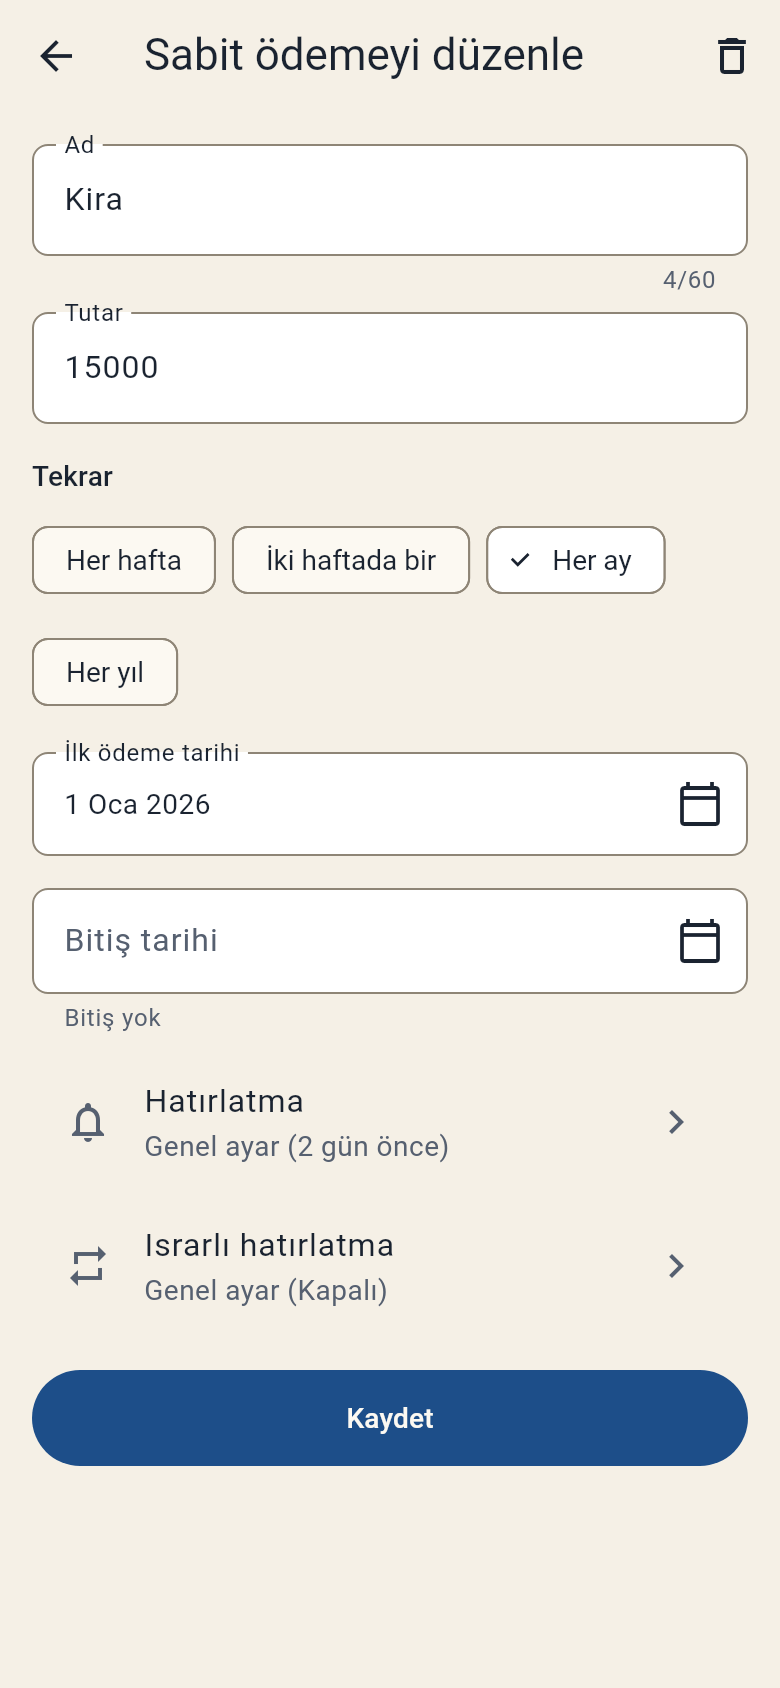 Sabit ödemeyi düzenle
Ad
Kira
4/60
Tutar
15000
Tekrar
Her hafta
İki haftada bir
Her ay
Her yıl
İlk ödeme tarihi
1 Oca 2026
Bitiş tarihi
Bitiş yok
Hatırlatma
Genel ayar (2 gün önce)
Israrlı hatırlatma
Genel ayar (Kapalı)
Kaydet